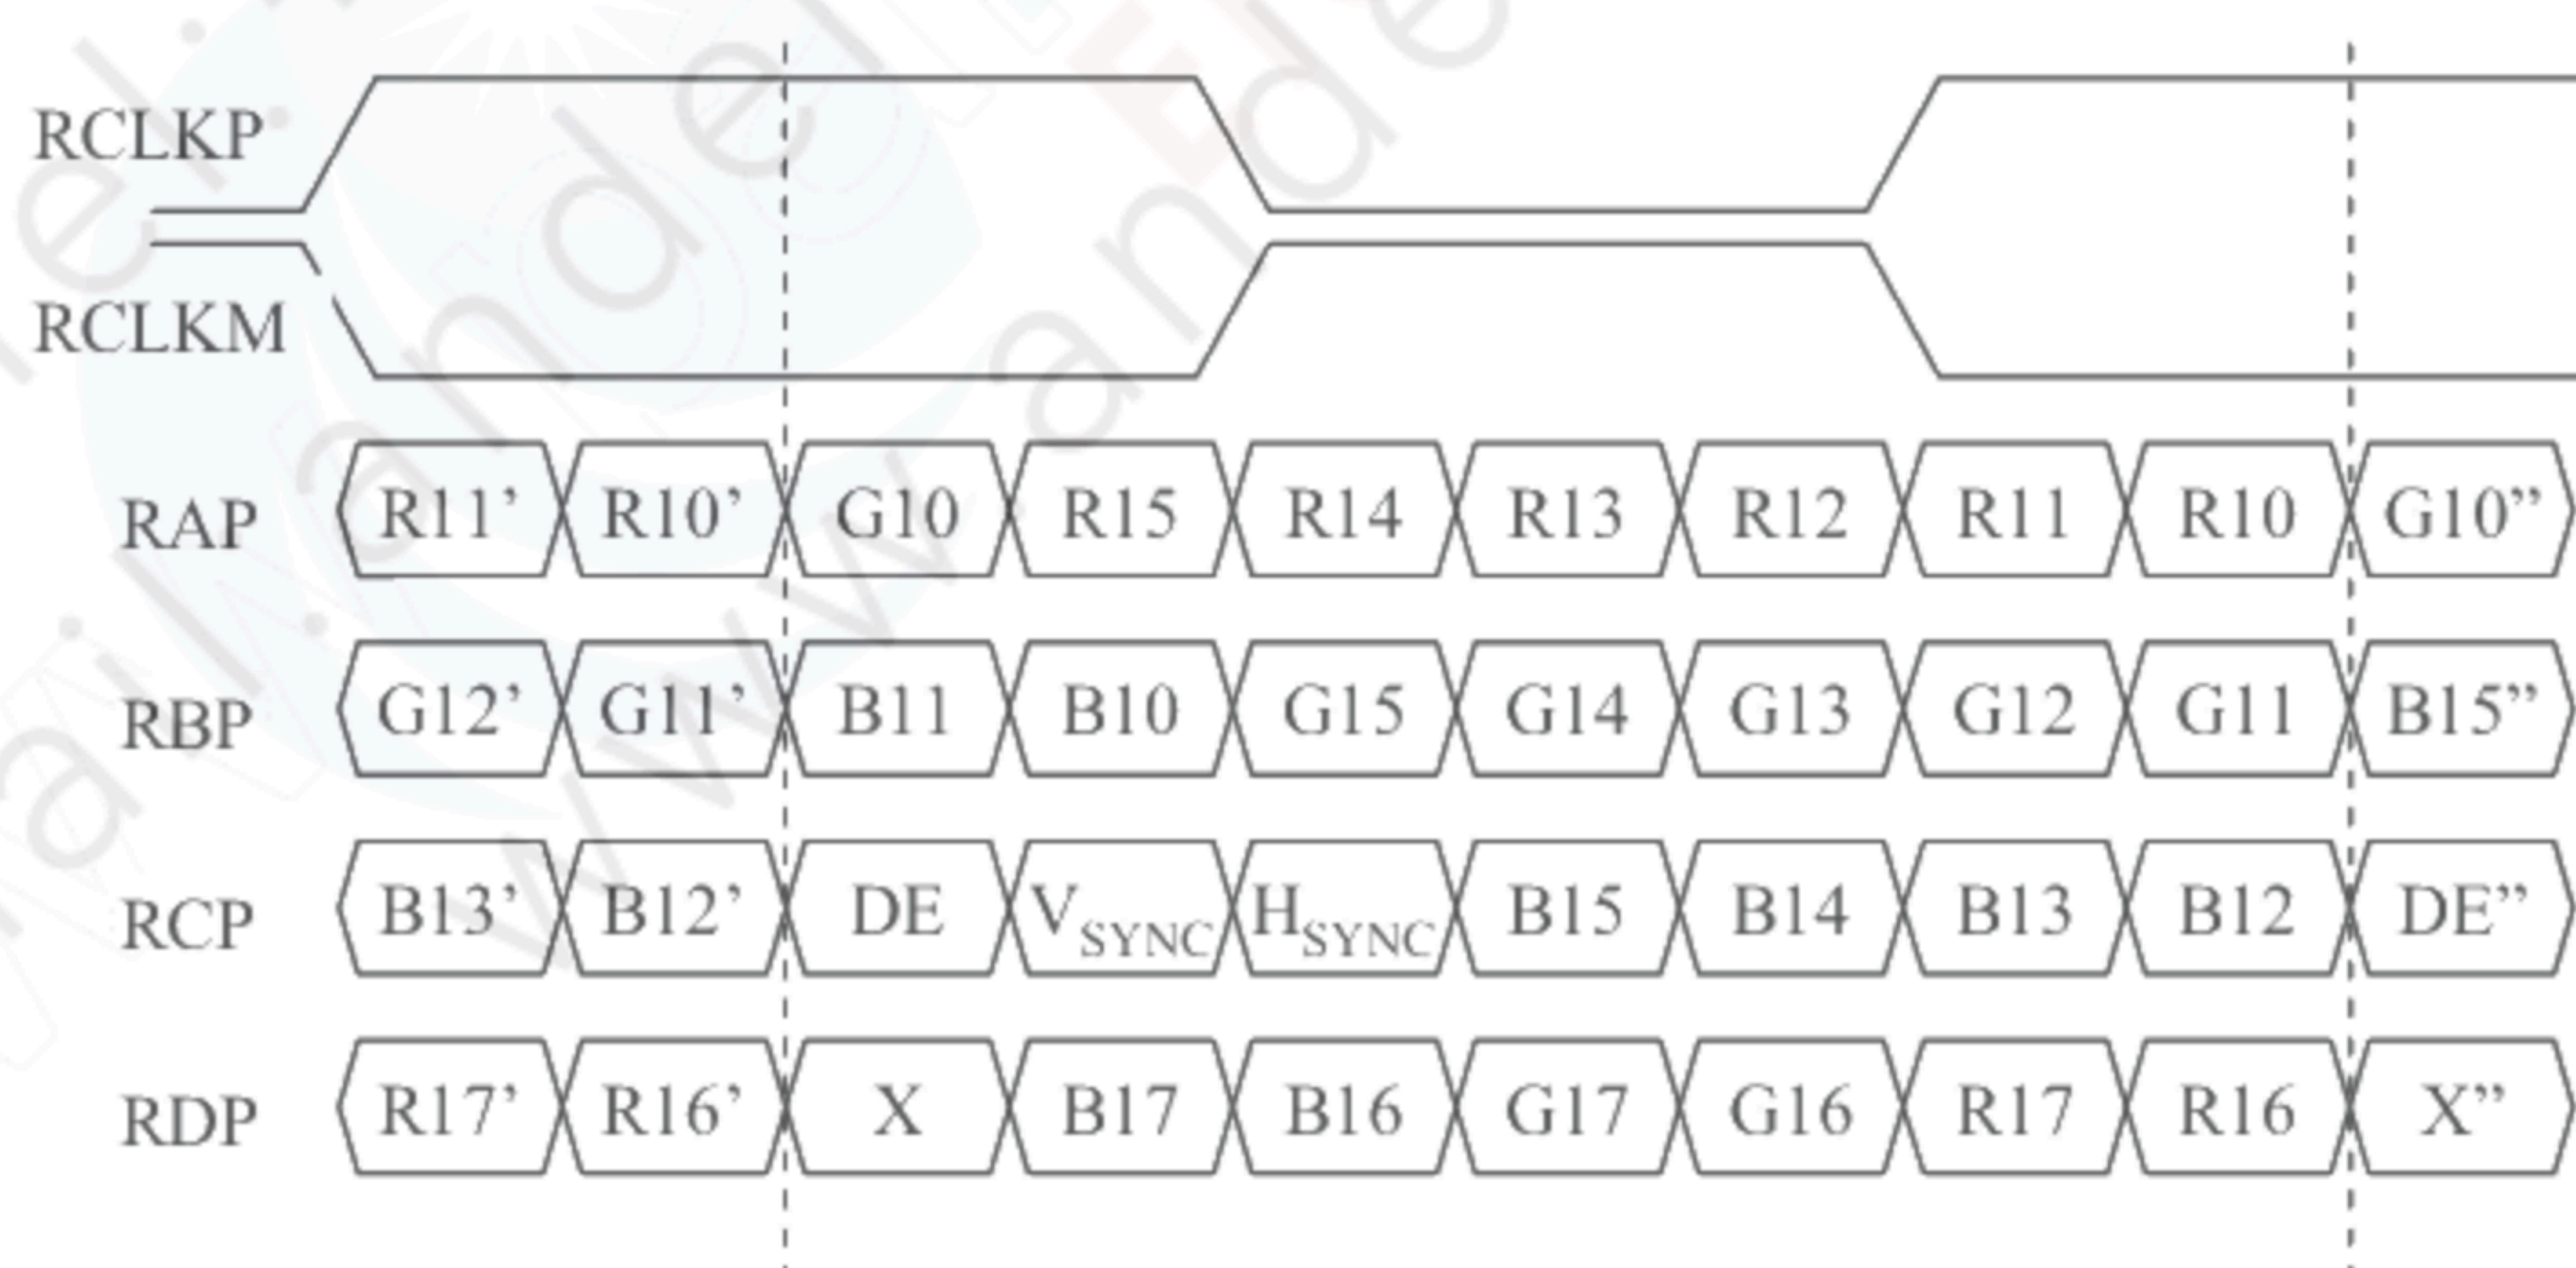 RCLKP
RCLKM
RAP R11’ R10’ G10 R15 R14 R13 R12 R11 R10 G10”
RBP G12’ G11’ B11 B10 G15 G14 G13 G12 G11 B15”
RCP B13’ B12’ DE VSYNC HSYNC B15 B14 B13 B12 DE”
RDP R17’ R16’ X B17 B16 G17 G16 R17 R16 X”